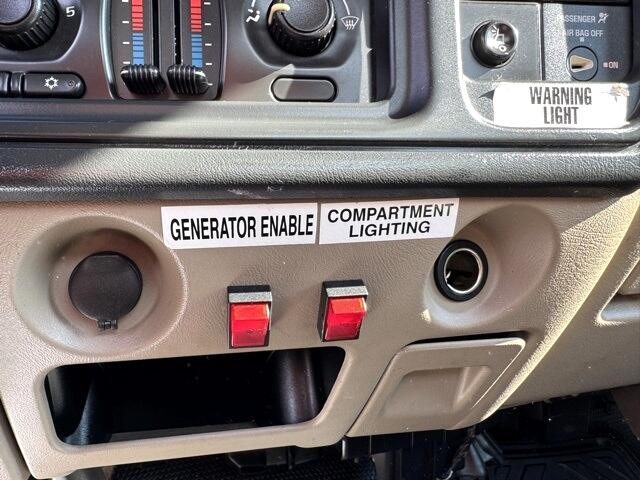 5
PASSENGER
AIR BAG OFF
ON
WARNING
LIGHT
GENERATOR ENABLE
COMPARTMENT
LIGHTING